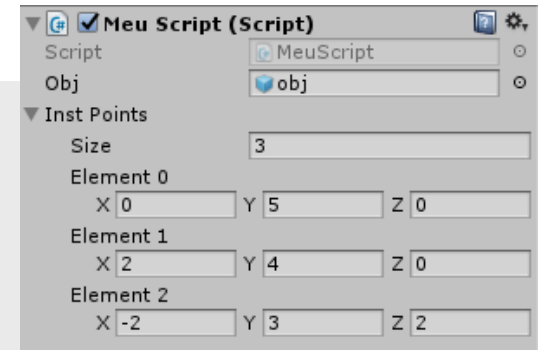 Meu Script (Script)
Script MeuScript
Obj obj
Inst Points
Size 3
Element 0
X 0 Y 5 Z 0
Element 1
X 2 Y 4 Z 0
Element 2
X -2 Y 3 Z 2